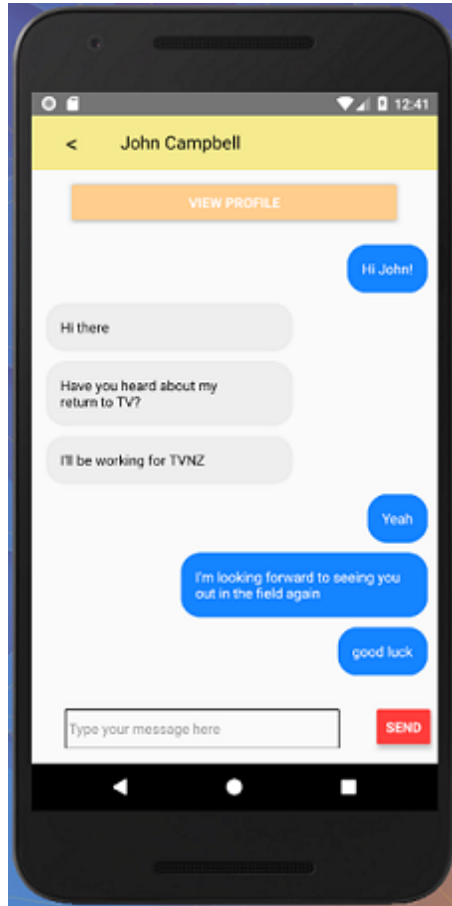 12:41
< John Campbell
VIEW PROFILE
Hi John!
Hi there
Have you heard about my
return to TV?
I'll be working for TVNZ
Yeah
I'm looking forward to seeing you
out in the field again
good luck
Type your message here
SEND